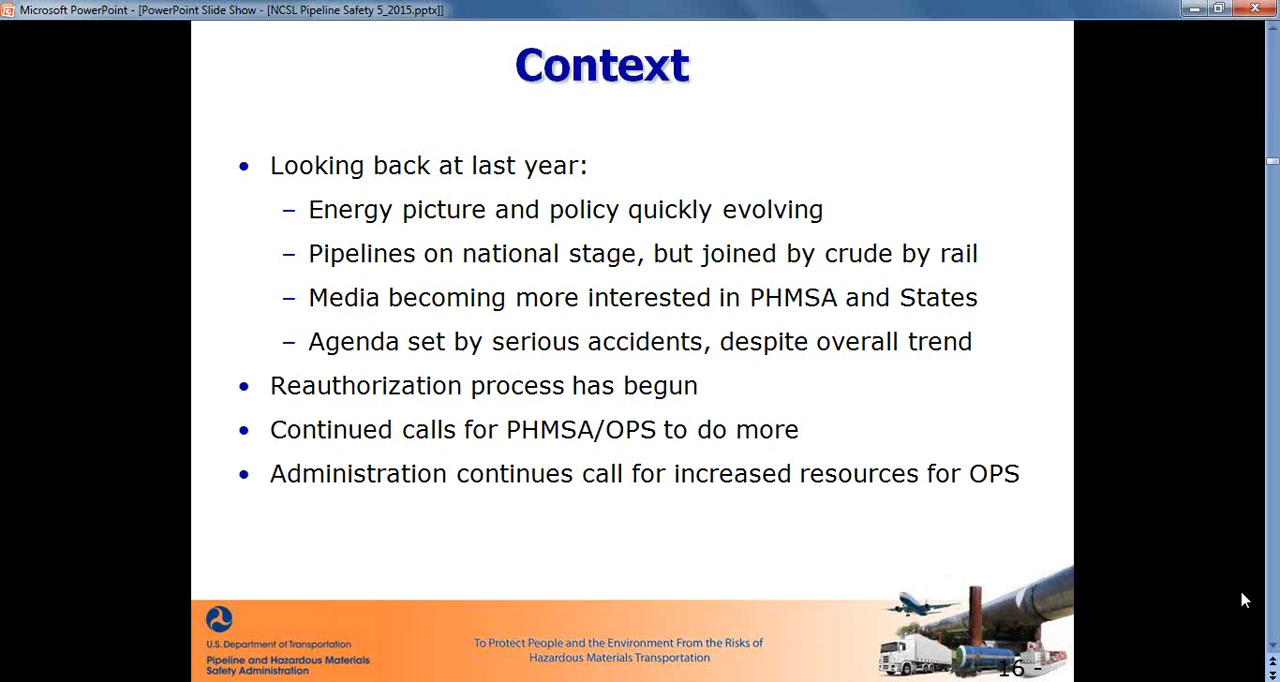 Microsoft PowerPoint - [PowerPoint Slide Show - [NCSL Pipeline Safety 5_2015.pptx]]
Context
• Looking back at last year:
– Energy picture and policy quickly evolving
– Pipelines on national stage, but joined by crude by rail
– Media becoming more interested in PHMSA and States
– Agenda set by serious accidents, despite overall trend
• Reauthorization process has begun
• Continued calls for PHMSA/OPS to do more
• Administration continues call for increased resources for OPS
U.S. Department of Transportation
Pipeline and Hazardous Materials
Safety Administration
To Protect People and the Environment From the Risks of
Hazardous Materials Transportation
- 16 -